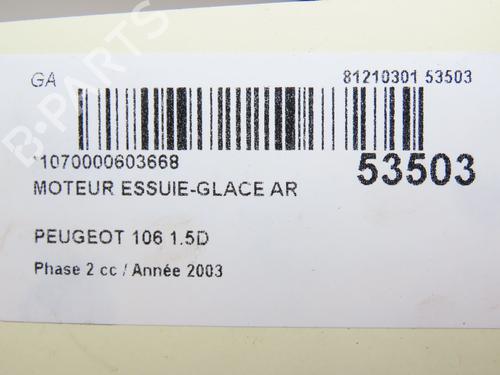 GA
81210301 53503
*1070000603668
53503
MOTEUR ESSUIE-GLACE AR
PEUGEOT 106 1.5D
Phase 2 cc / Année 2003
B-PARTS